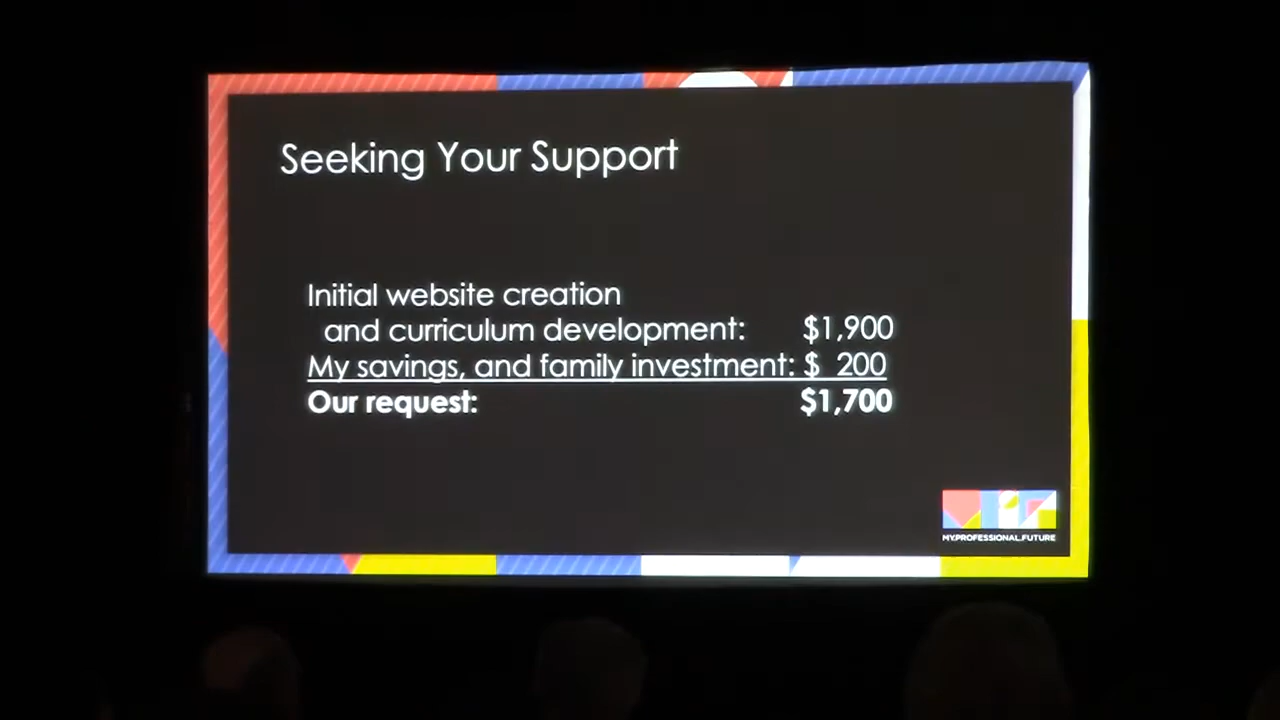 Seeking Your Support
Initial website creation
and curriculum development: $1,900
My savings, and family investment: $ 200
Our request: $1,700
MY.PROFESSIONAL.FUTURE